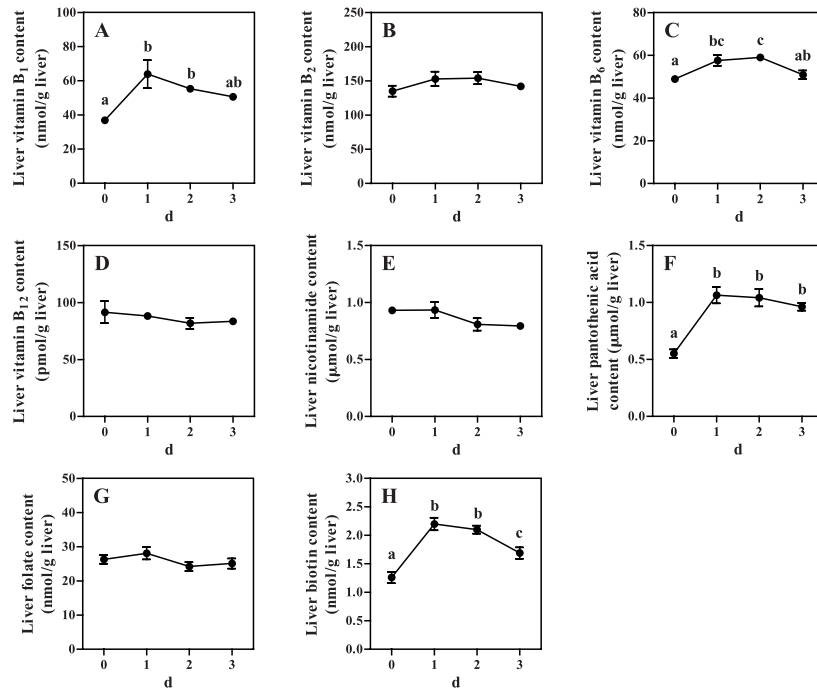 A
Liver vitamin B1 content
(nmol/g liver)
100
80
60
40
20
0
a
b
b
ab
0 1 2 3
d
B
Liver vitamin B2 content
(nmol/g liver)
250
200
150
100
50
0
0 1 2 3
d
C
Liver vitamin B6 content
(nmol/g liver)
80
60
40
20
0
a
bc
c
ab
0 1 2 3
d
D
Liver vitamin B12 content
(pmol/g liver)
150
100
50
0
0 1 2 3
d
E
Liver nicotinamide content
(μmol/g liver)
1.5
1.0
0.5
0.0
0 1 2 3
d
F
Liver pantothenic acid
content (μmol/g liver)
1.5
1.0
0.5
0.0
a
b
b
b
0 1 2 3
d
G
Liver folate content
(nmol/g liver)
50
40
30
20
10
0
0 1 2 3
d
H
Liver biotin content
(nmol/g liver)
3.0
2.5
2.0
1.5
1.0
0.5
0.0
a
b
b
c
0 1 2 3
d